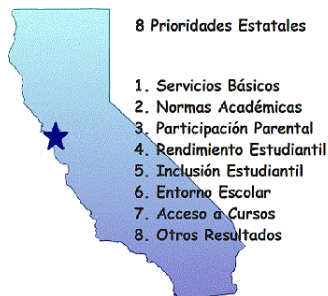 8 Prioridades Estatales
1. Servicios Básicos
2. Normas Académicas
3. Participación Parental
4. Rendimiento Estudiantil
5. Inclusión Estudiantil
6. Entorno Escolar
7. Acceso a Cursos
8. Otros Resultados